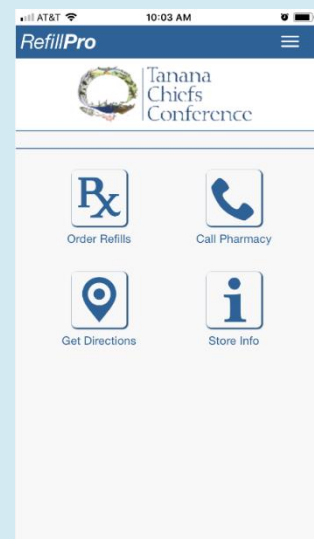 AT&T 10:03 AM
RefillPro
Tanana
Chiefs
Conference
Rx
Order Refills Call Pharmacy
i
Get Directions Store Info